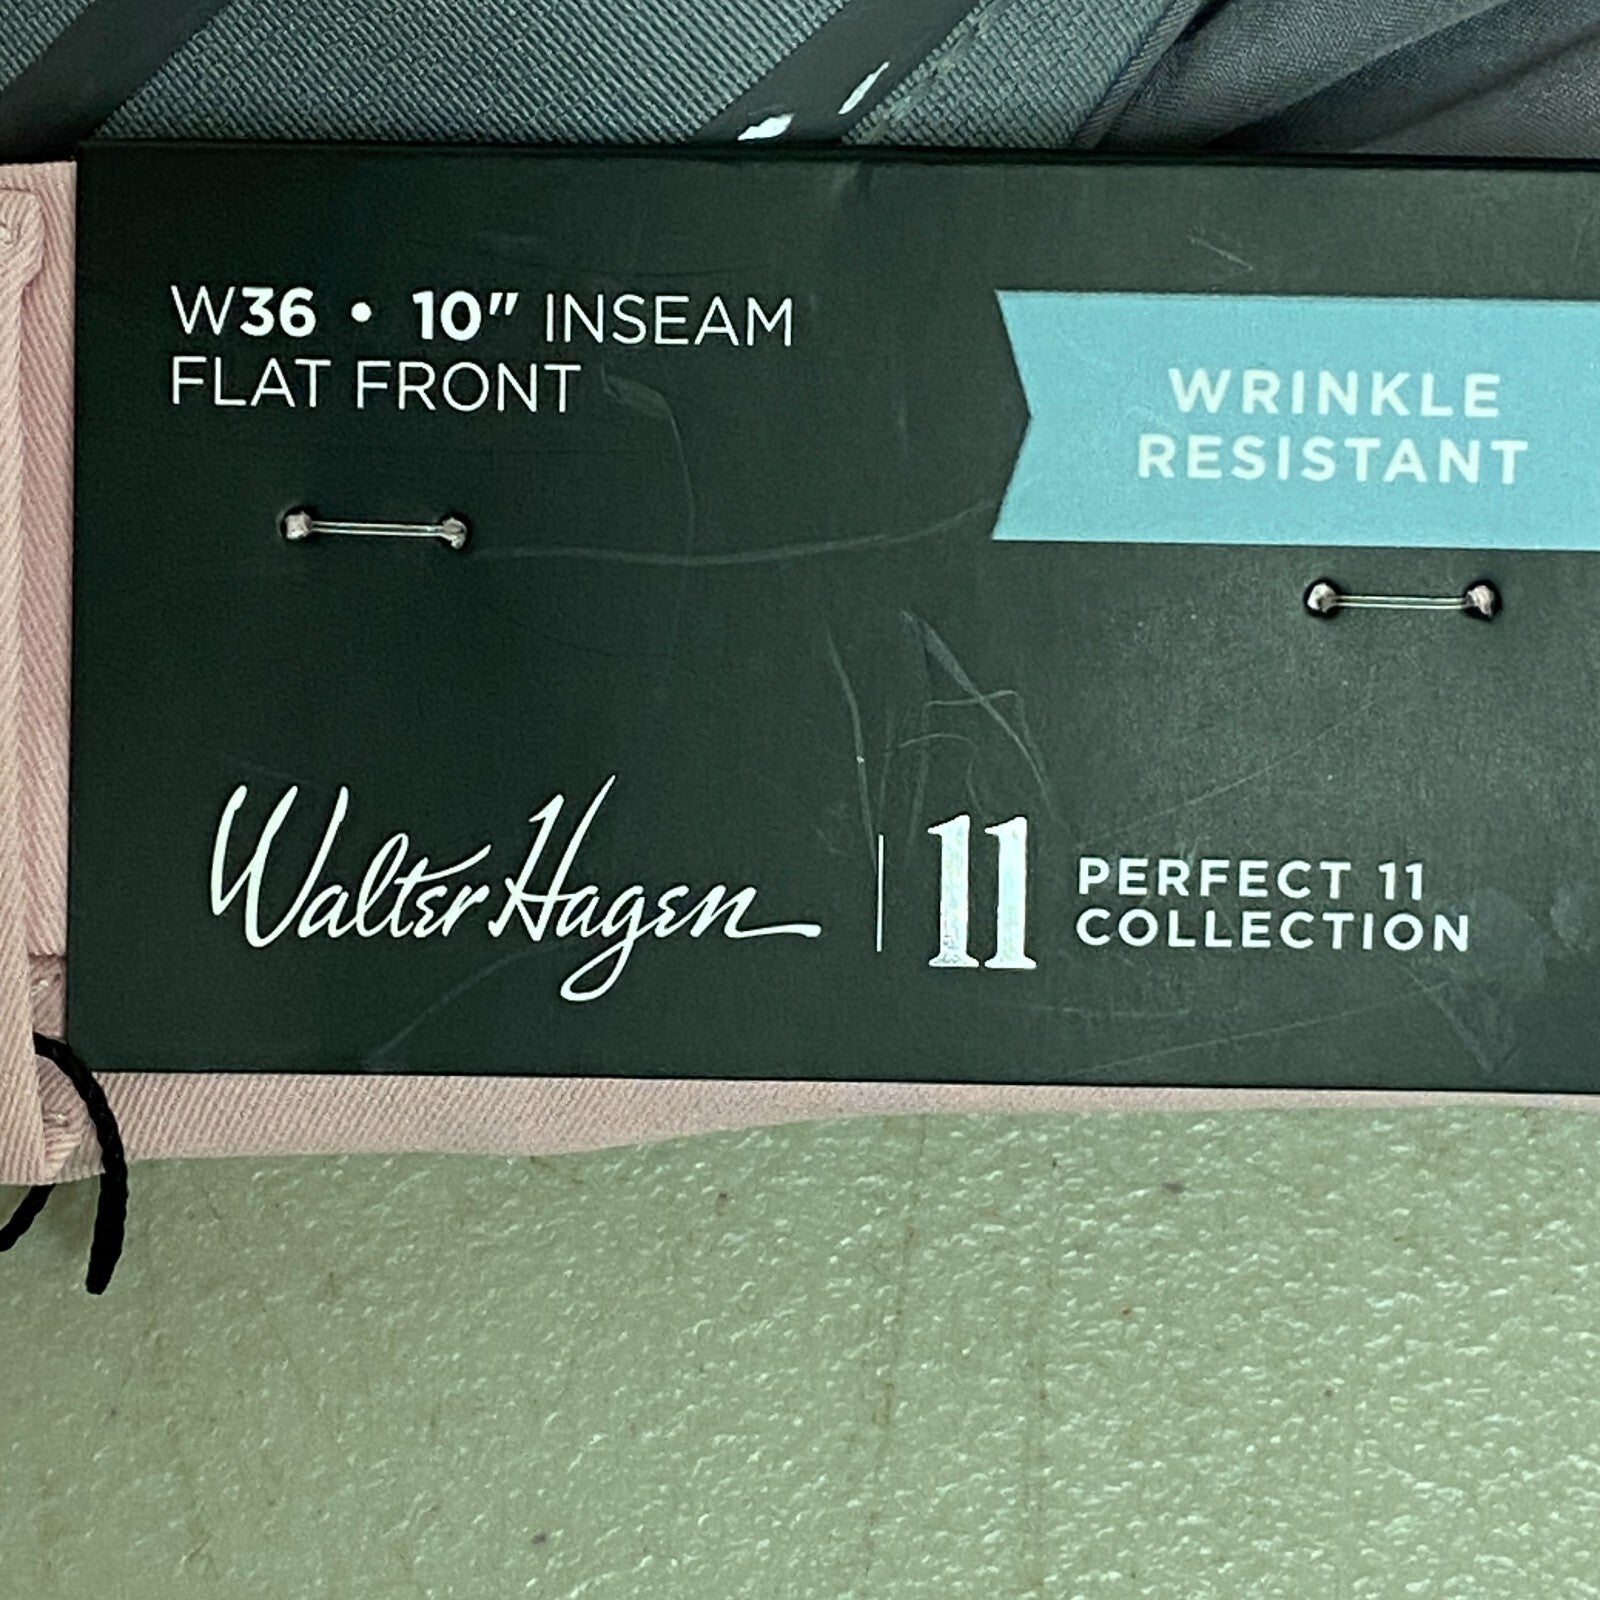 W36 • 10" INSEAM
FLAT FRONT
WRINKLE
RESISTANT
Walter Hagen
11
PERFECT 11
COLLECTION